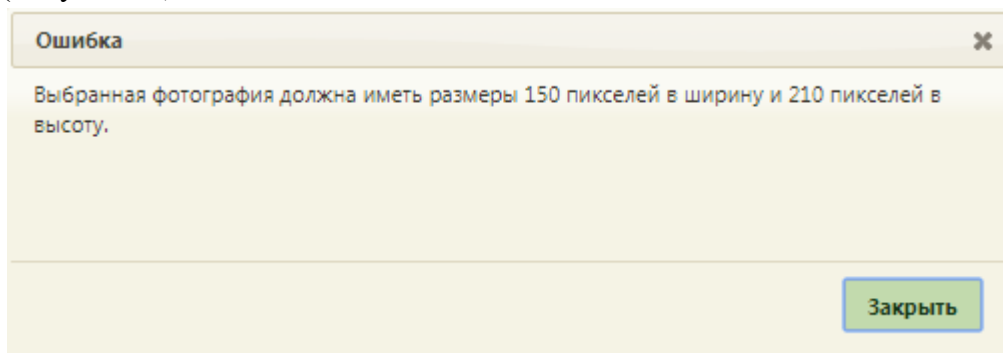 Ошибка
Выбранная фотография должна иметь размеры 150 пикселей в ширину и 210 пикселей в
высоту.
Закрыть